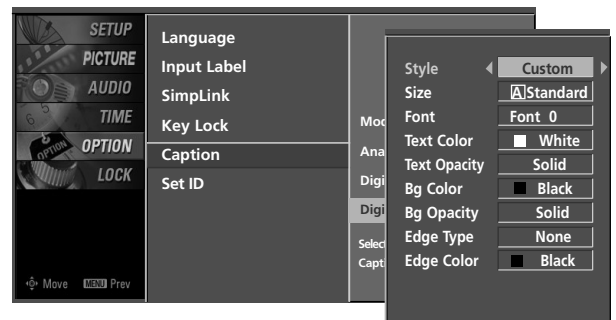 SETUP
PICTURE
AUDIO
TIME
OPTION
LOCK
Move MENU Prev
Language
Input Label
SimpLink
Key Lock
Caption
Set ID
Style Custom
Size A Standard
Font Font 0
Text Color White
Text Opacity Solid
Bg Color Black
Bg Opacity Solid
Edge Type None
Edge Color Black